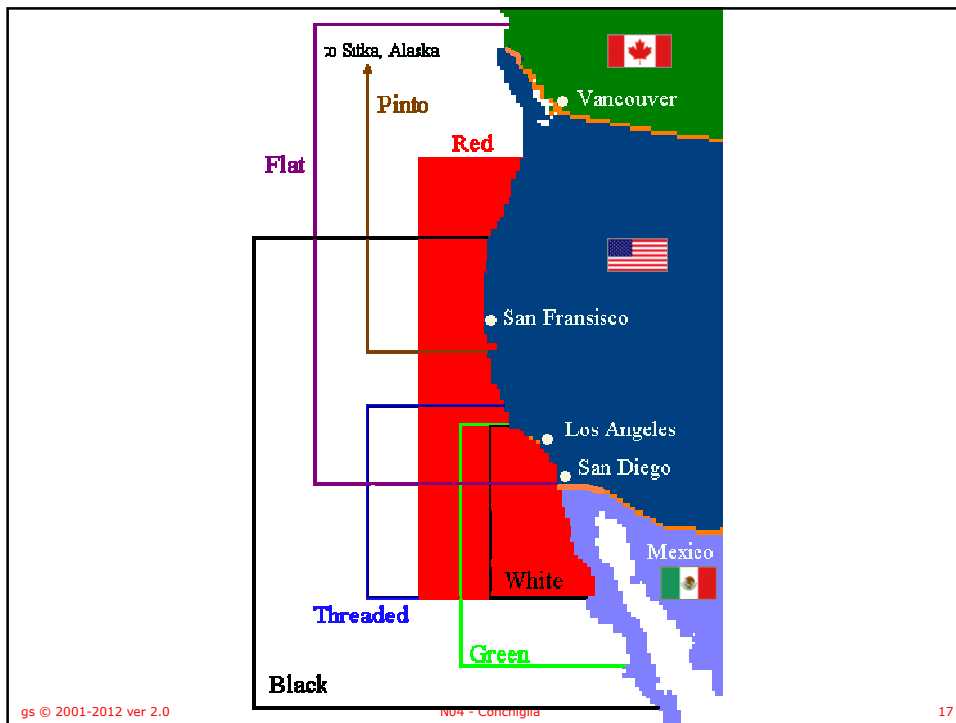 to Sitka, Alaska
Vancouver
Pinto
Red
Flat
San Fransisco
Los Angeles
San Diego
Mexico
White
Threaded
Green
Black
gs © 2001-2012 ver 2.0
N04 - Conchiglia
17